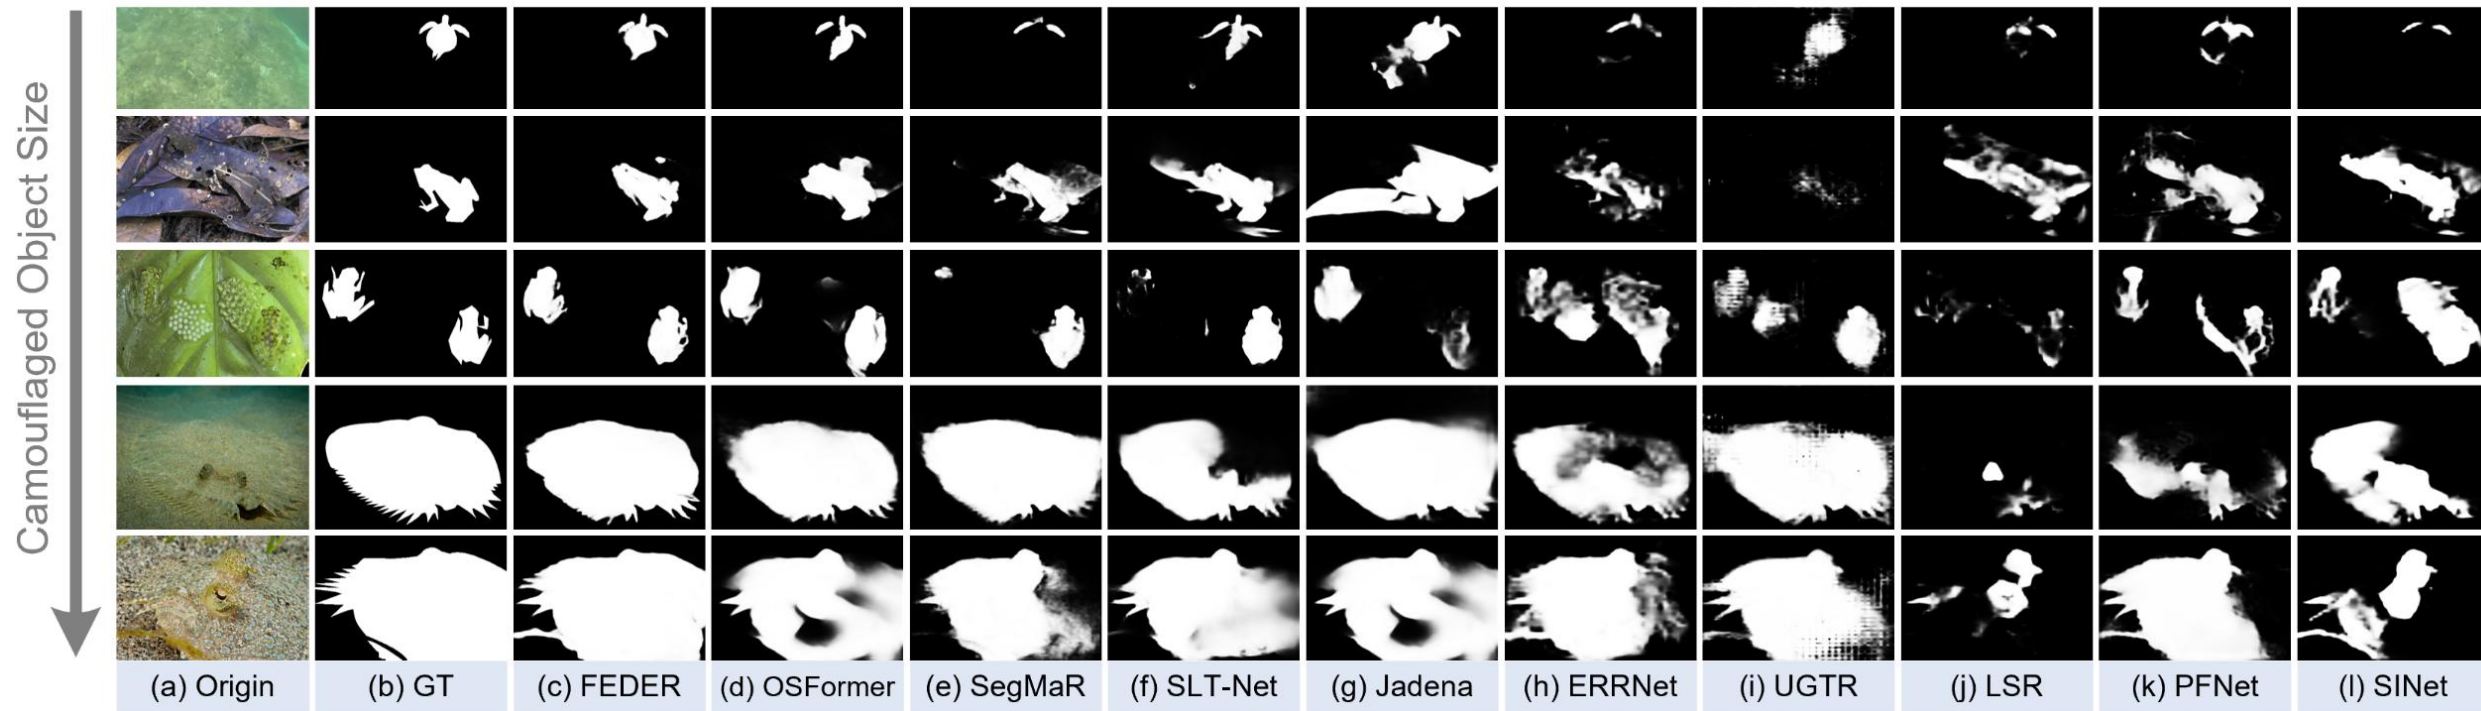 Camouflaged Object Size
(a) Origin
(b) GT
(c) FEDER
(d) OSFormer
(e) SegMaR
(f) SLT-Net
(g) Jadena
(h) ERRNet
(i) UGTR
(j) LSR
(k) PFNet
(l) SINet